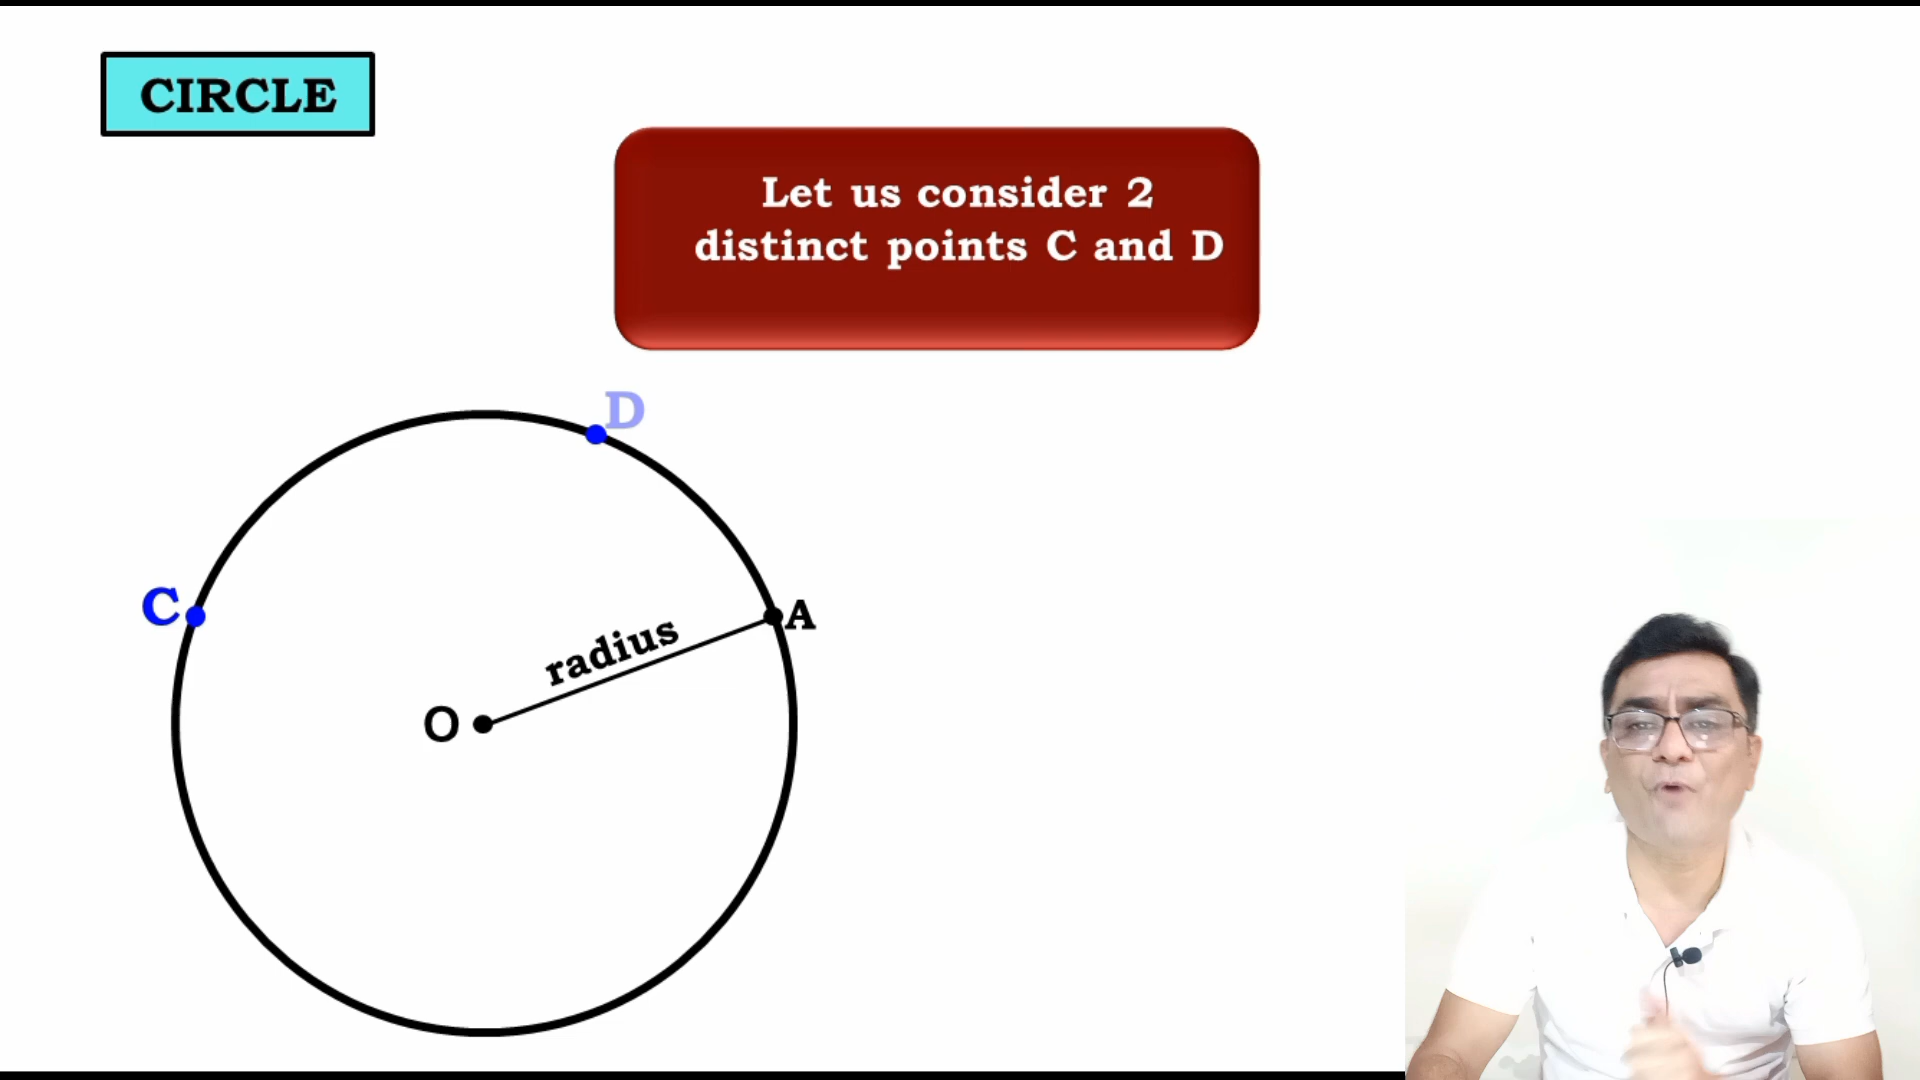 CIRCLE
Let us consider 2
distinct points C and D
D
C
A
radius
O